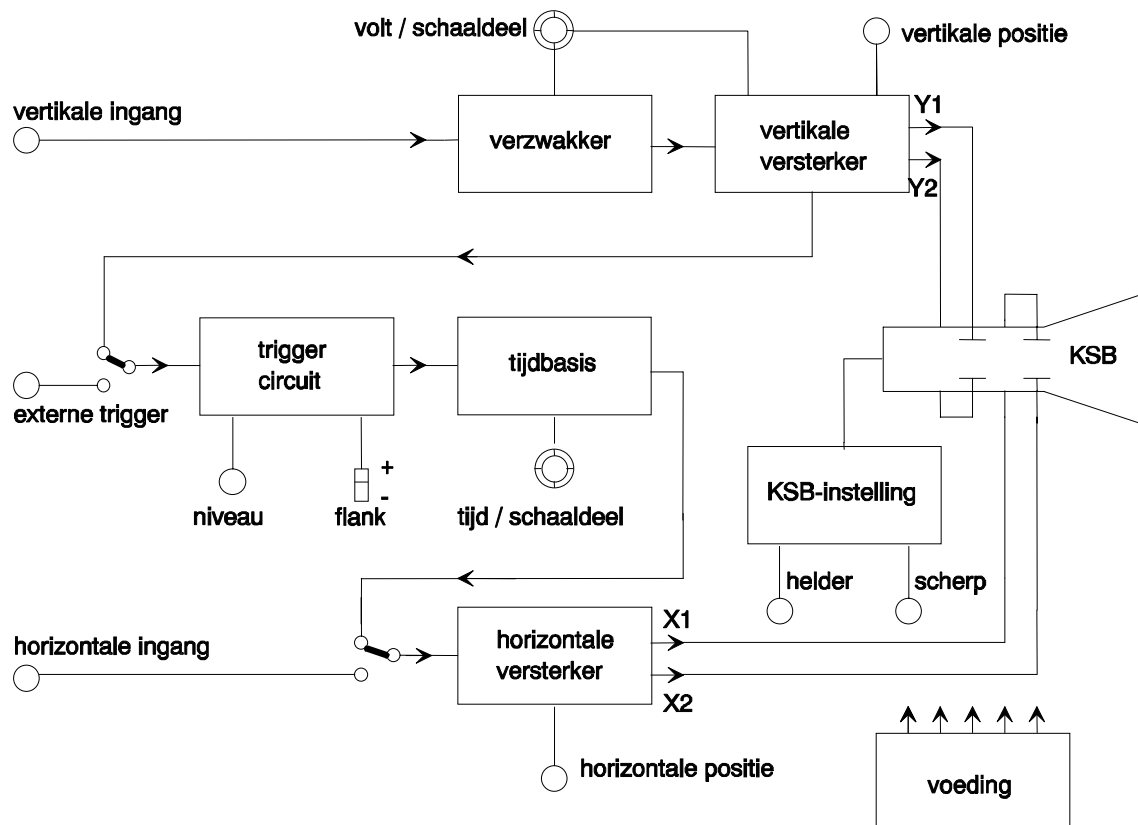 volt / schaaldeel
vertikale positie
vertikale ingang
verzwakker
vertikale
versterker
Y1
Y2
trigger
circuit
tijdbasis
KSB
externe trigger
niveau
+
-
flank
tijd / schaaldeel
KSB-instelling
helder
scherp
horizontale ingang
horizontale
versterker
X1
X2
horizontale positie
voeding